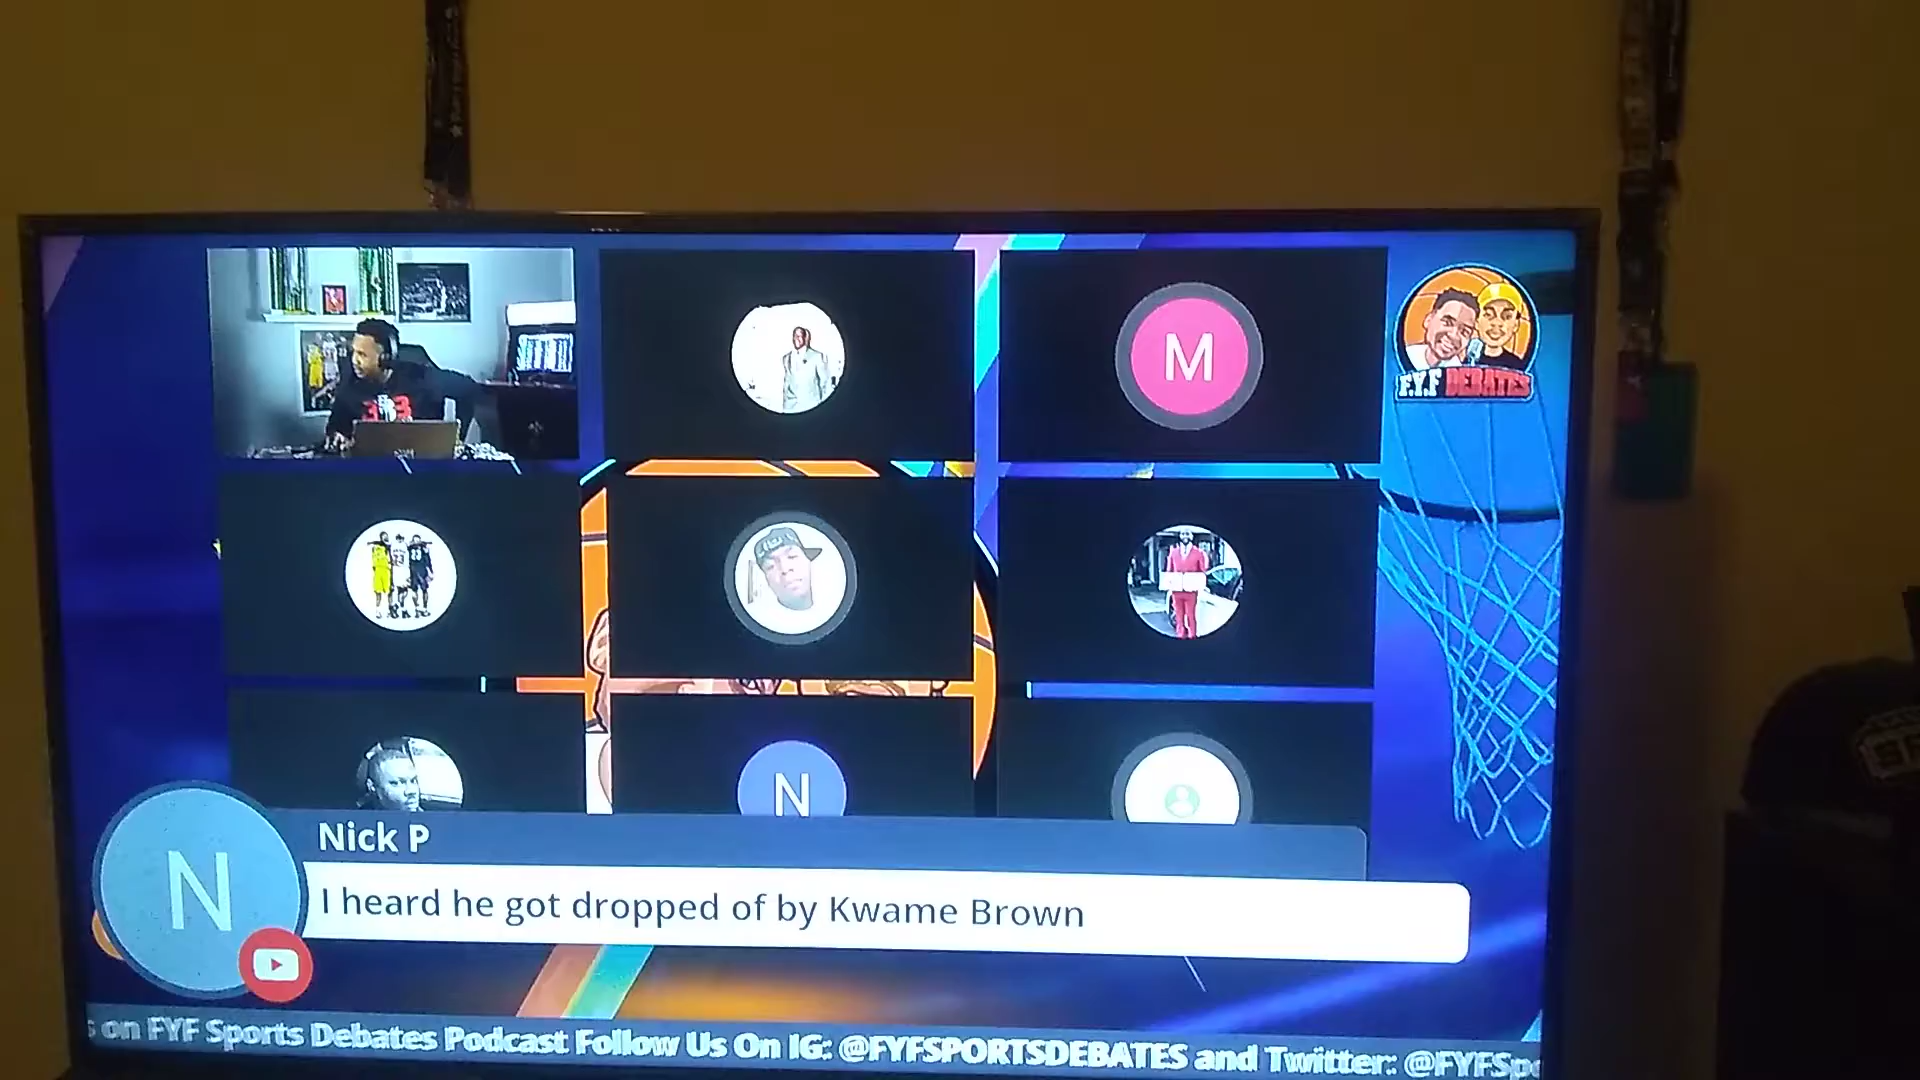 M
F.Y.F DEBATES
N
N
Nick P
I heard he got dropped of by Kwame Brown
on FYF Sports Debates Podcast Follow Us On IG: @FYFSPORTSDEBATES and Twitter: @FYFSpo